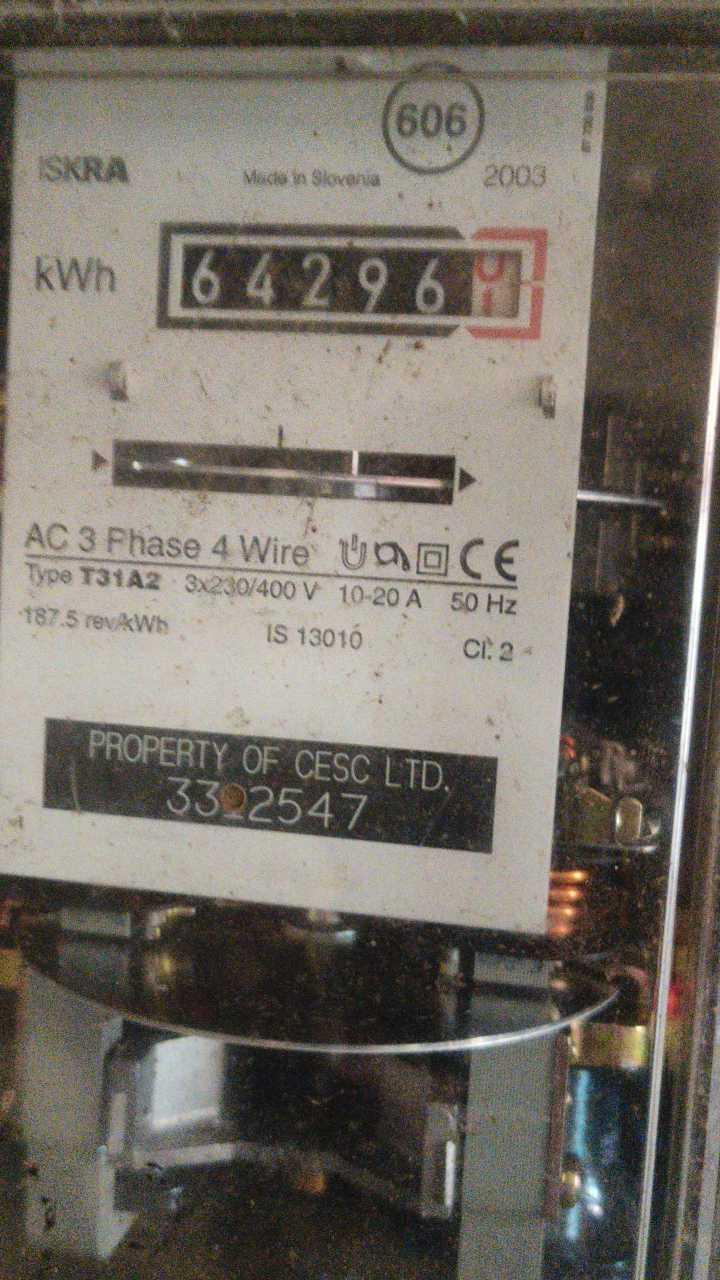 606
ISKRA Made in Slovenia 2003
kWh 64296
AC 3 Phase 4 Wire CE
Type T31A2 3x230/400 V 10-20 A 50 Hz
187.5 rev/kWh IS 13010 Cl. 2
PROPERTY OF CESC LTD.